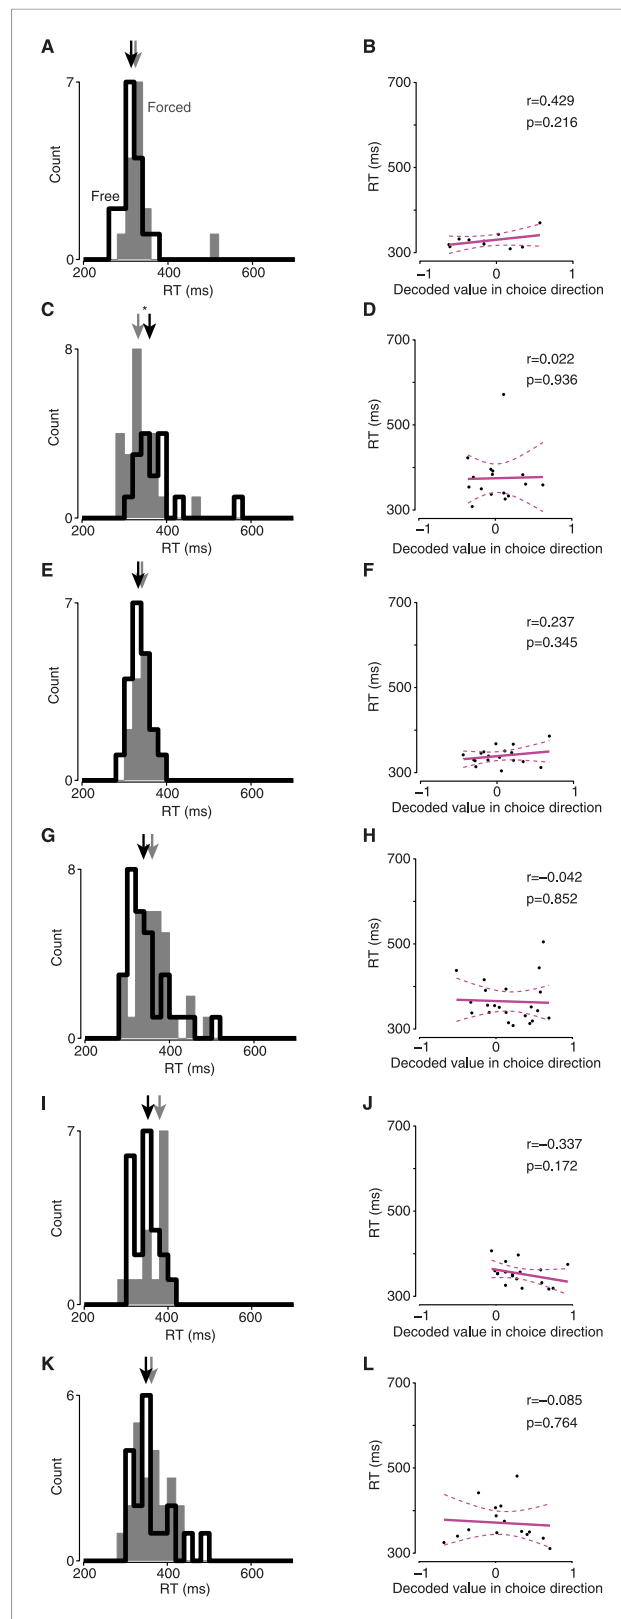 A
7
Count
Forced
Free
0
200 400 600
RT (ms)
B
700
500
300
RT (ms)
r=0.429
p=0.216
−1 0 1
Decoded value in choice direction
C
*
8
Count
0
200 400 600
RT (ms)
D
700
500
300
RT (ms)
r=0.022
p=0.936
−1 0 1
Decoded value in choice direction
E
7
Count
0
200 400 600
RT (ms)
F
700
500
300
RT (ms)
r=0.237
p=0.345
−1 0 1
Decoded value in choice direction
G
8
Count
0
200 400 600
RT (ms)
H
700
500
300
RT (ms)
r=−0.042
p=0.852
−1 0 1
Decoded value in choice direction
I
7
Count
0
200 400 600
RT (ms)
J
700
500
300
RT (ms)
r=−0.337
p=0.172
−1 0 1
Decoded value in choice direction
K
6
Count
0
200 400 600
RT (ms)
L
700
500
300
RT (ms)
r=−0.085
p=0.764
−1 0 1
Decoded value in choice direction